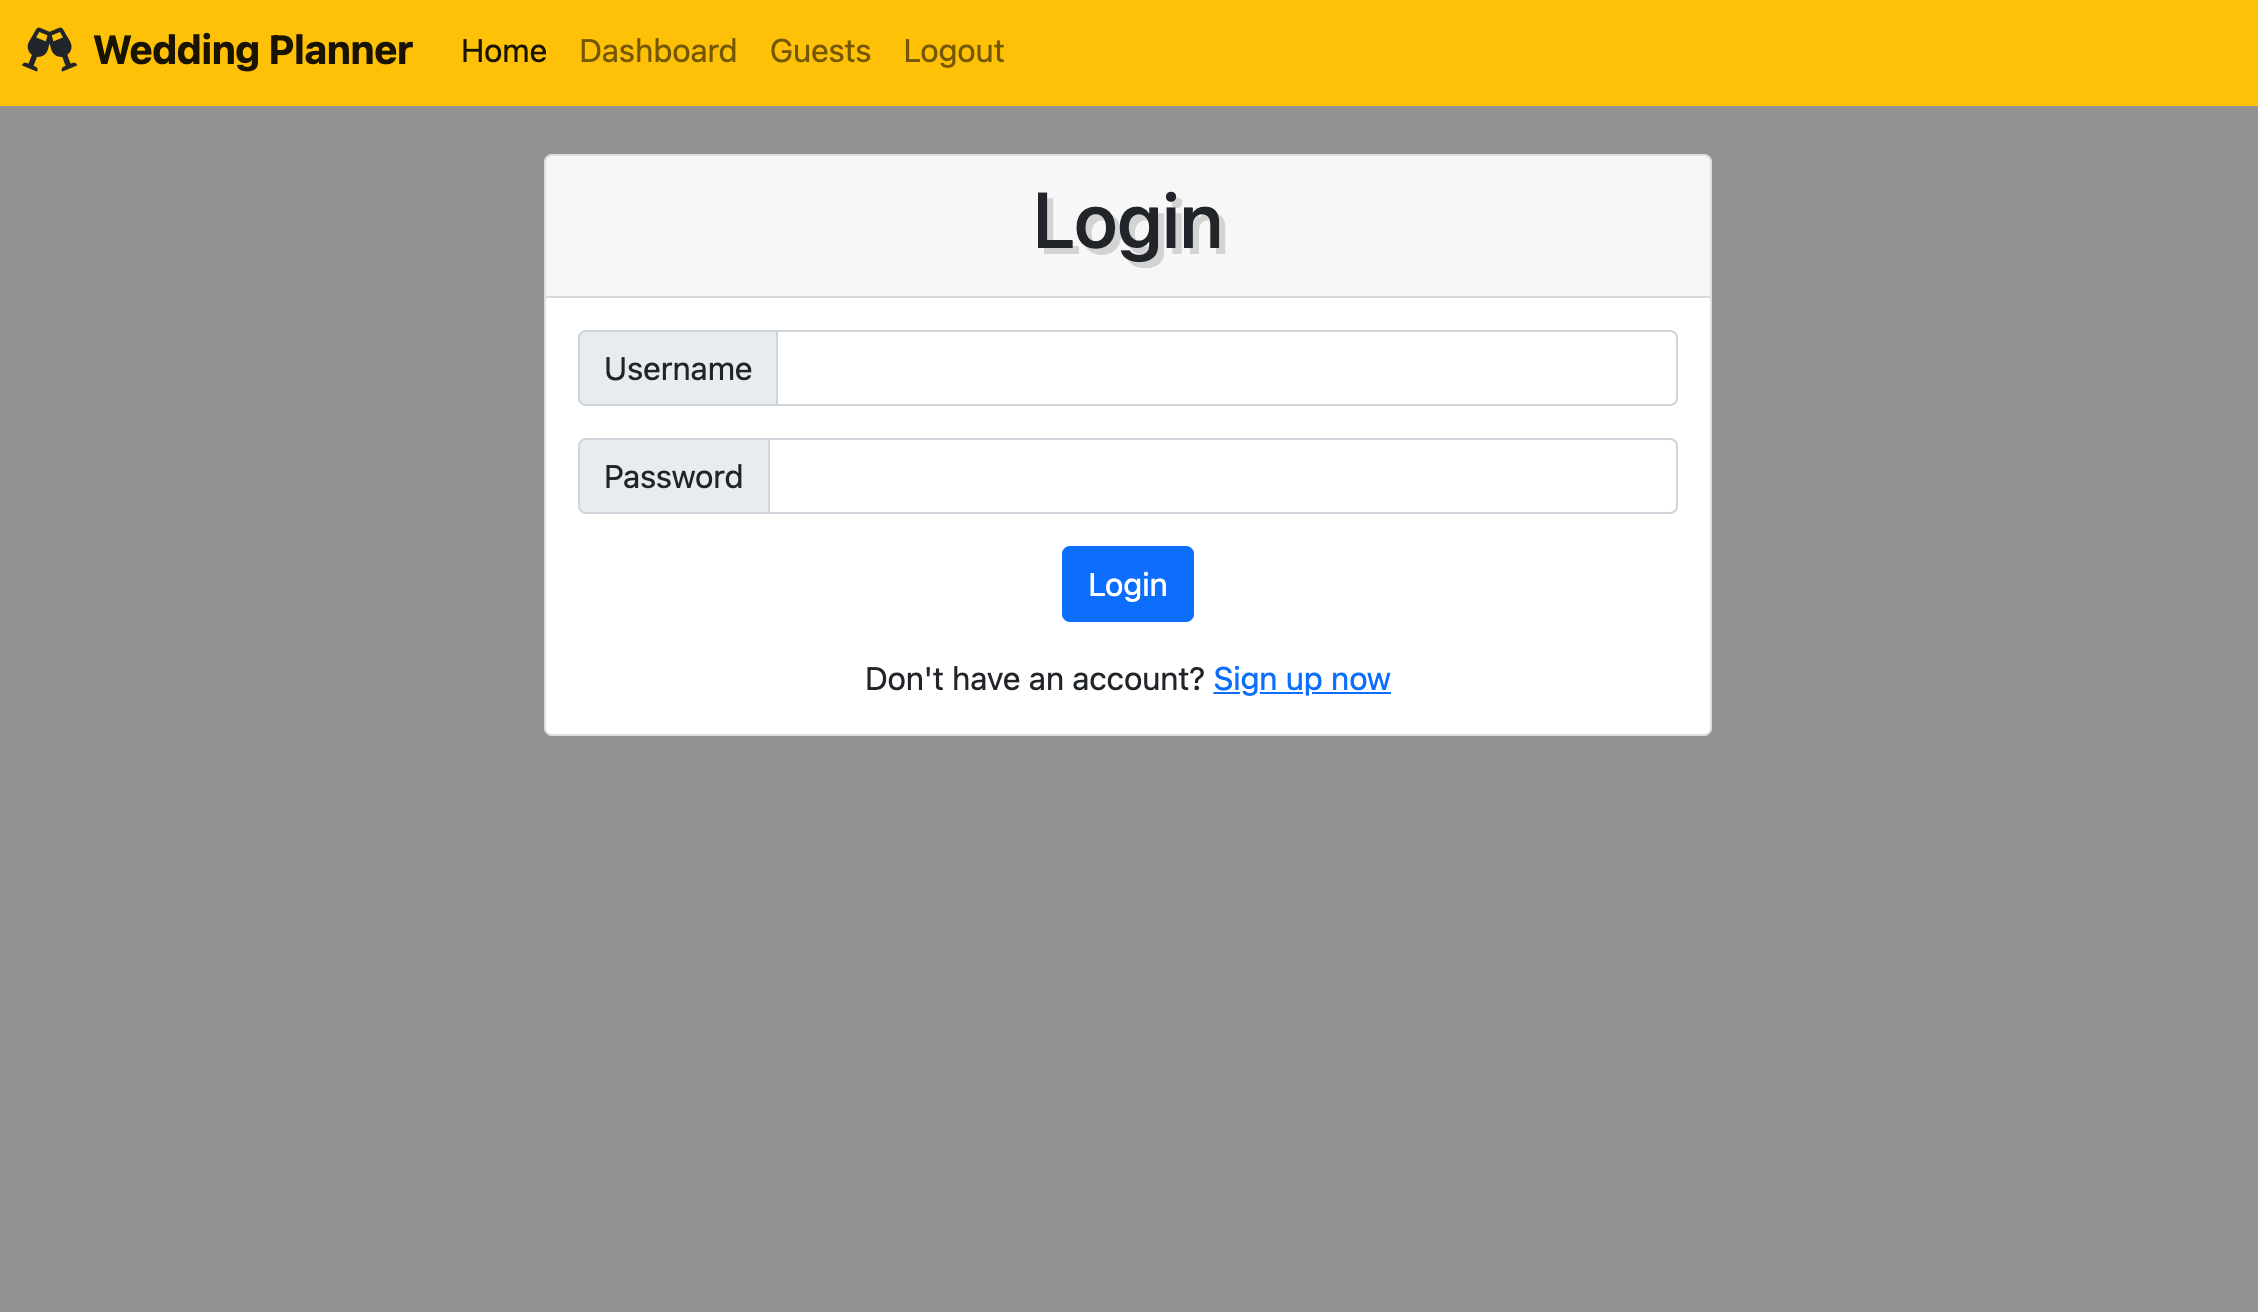 Wedding Planner Home Dashboard Guests Logout
Login
Username
Password
Login
Don't have an account? Sign up now